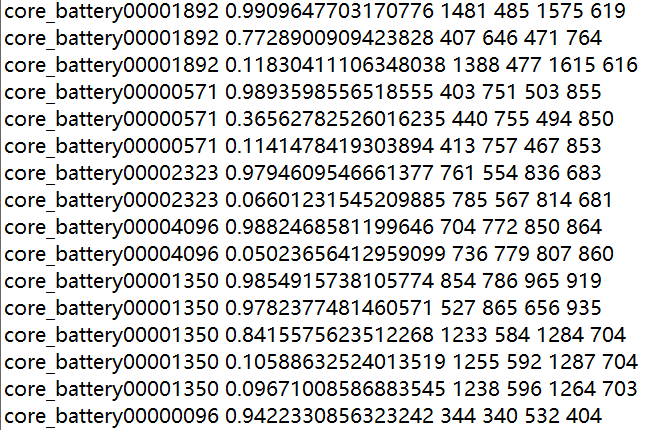 core_battery00001892 0.9909647703170776 1481 485 1575 619
core_battery00001892 0.7728900909423828 407 646 471 764
core_battery00001892 0.11830411106348038 1388 477 1615 616
core_battery00000571 0.9893598556518555 403 751 503 855
core_battery00000571 0.36562782526016235 440 755 494 850
core_battery00000571 0.1141478419303894 413 757 467 853
core_battery00002323 0.9794609546661377 761 554 836 683
core_battery00002323 0.06601231545209885 785 567 814 681
core_battery00004096 0.9882468581199646 704 772 850 864
core_battery00004096 0.05023656412959099 736 779 807 860
core_battery00001350 0.9854915738105774 854 786 965 919
core_battery00001350 0.9782377481460571 527 865 656 935
core_battery00001350 0.8415575623512268 1233 584 1284 704
core_battery00001350 0.10588632524013519 1255 592 1287 704
core_battery00001350 0.09671008586883545 1238 596 1264 703
core_battery00000096 0.9422330856323242 344 340 532 404